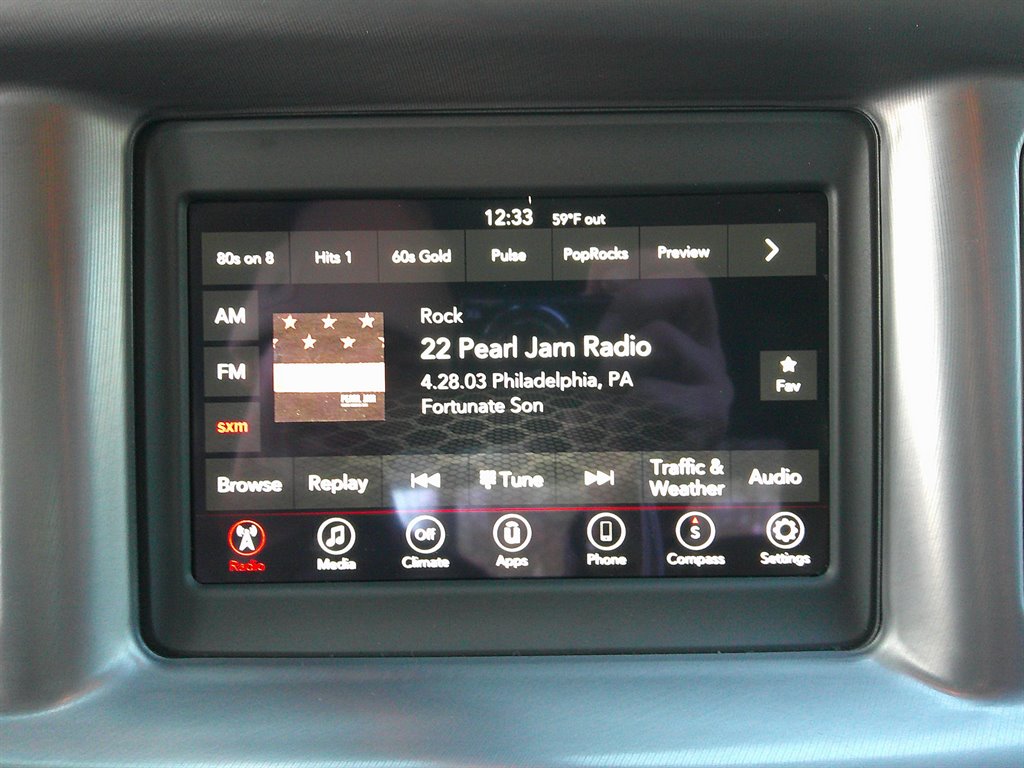 12:33 59°F out
80s on 8 Hits 1 60s Gold Pulse PopRocks Preview
AM
FM
sxm
PEARL JAM
Rock
22 Pearl Jam Radio
4.28.03 Philadelphia, PA
Fortunate Son
Fav
Browse Replay Tune Traffic & Weather Audio
Off S
Radio Media Climate Apps Phone Compass Settings